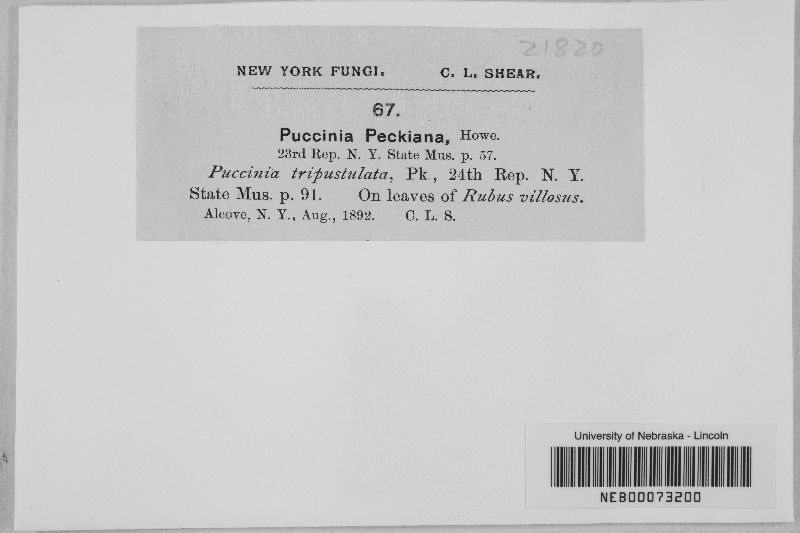 21820
NEW YORK FUNGI. C. L. SHEAR.
67.
Puccinia Peckiana, Howe.
23rd Rep. N. Y. State Mus. p. 57.
Puccinia tripustulata, Pk., 24th Rep. N. Y.
State Mus. p. 91. On leaves of Rubus villosus.
Alcove, N. Y., Aug., 1892. C. L. S.
University of Nebraska - Lincoln
NEB00073200